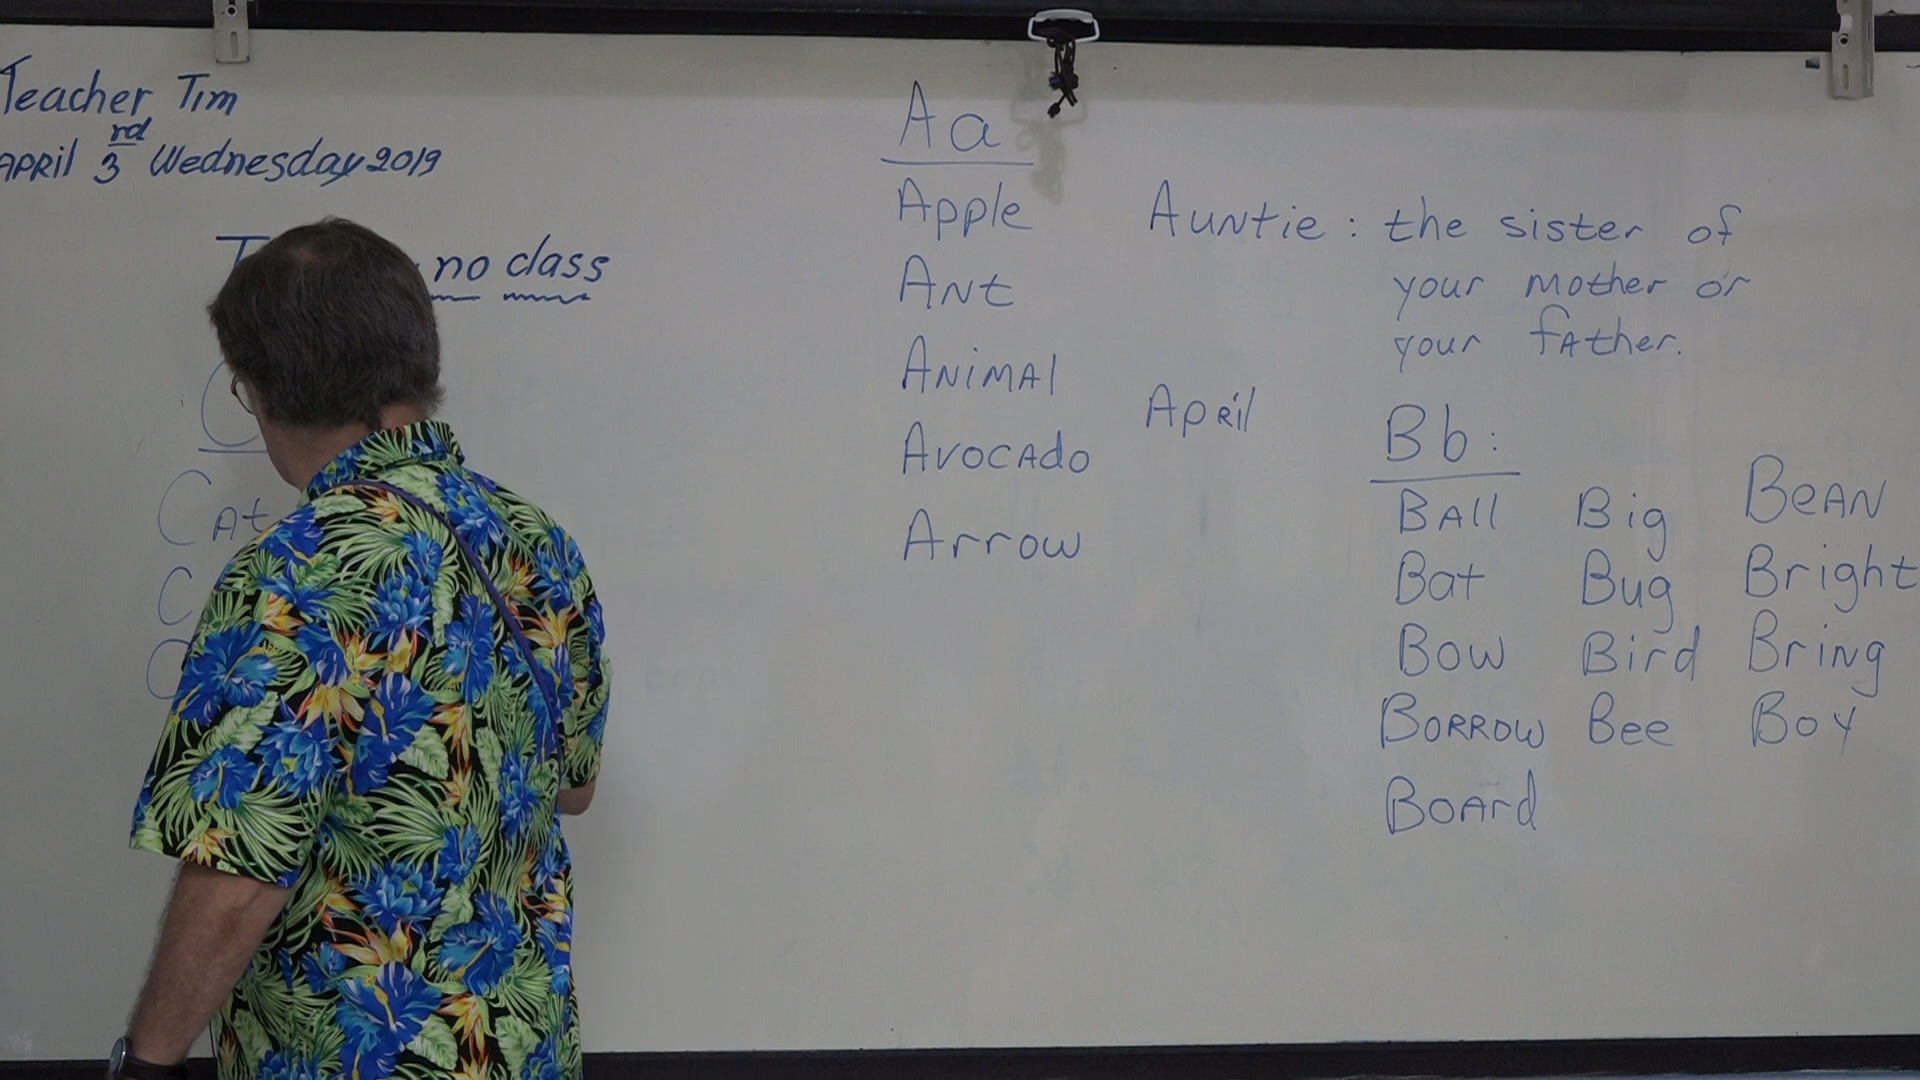 Teacher Tim
APRil 3rd Wednesday 2019
no class
Cat
Aa
Apple
Ant
Animal
Avocado
Arrow
Auntie : the sister of
your mother or
your father.
April
Bb :
Ball
Bat
Bow
Borrow
Board
Big
Bug
Bird
Bee
Bean
Bright
Bring
Boy